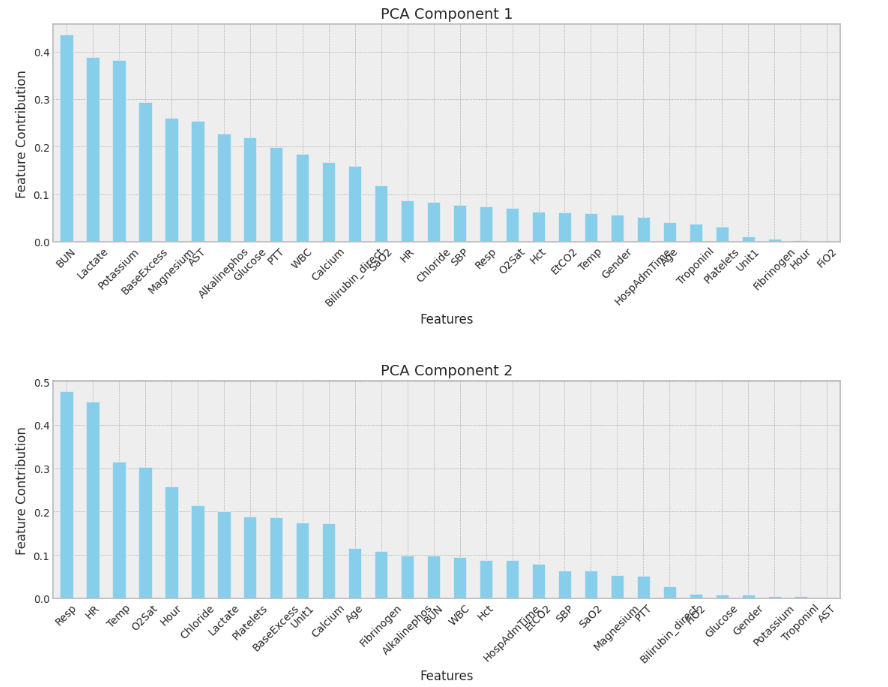 PCA Component 1
Feature Contribution
0.4
0.3
0.2
0.1
0.0
BUN
Lactate
Potassium
BaseExcess
Magnesium
AST
Alkalinephos
Glucose
PTT
WBC
Calcium
Bilirubin_direct
SaO2
HR
Chloride
SBP
Resp
O2Sat
Hct
EtCO2
Temp
Gender
HospAdmTime
Age
TroponinI
Platelets
Unit1
Fibrinogen
Hour
FiO2
Features
PCA Component 2
Feature Contribution
0.5
0.4
0.3
0.2
0.1
0.0
Resp
HR
Temp
O2Sat
Hour
Chloride
Lactate
Platelets
BaseExcess
Unit1
Calcium
Age
Fibrinogen
Alkalinephos
BUN
WBC
Hct
HospAdmTime
EtCO2
SBP
SaO2
Magnesium
PTT
Bilirubin_direct
FiO2
Glucose
Gender
Potassium
TroponinI
AST
Features